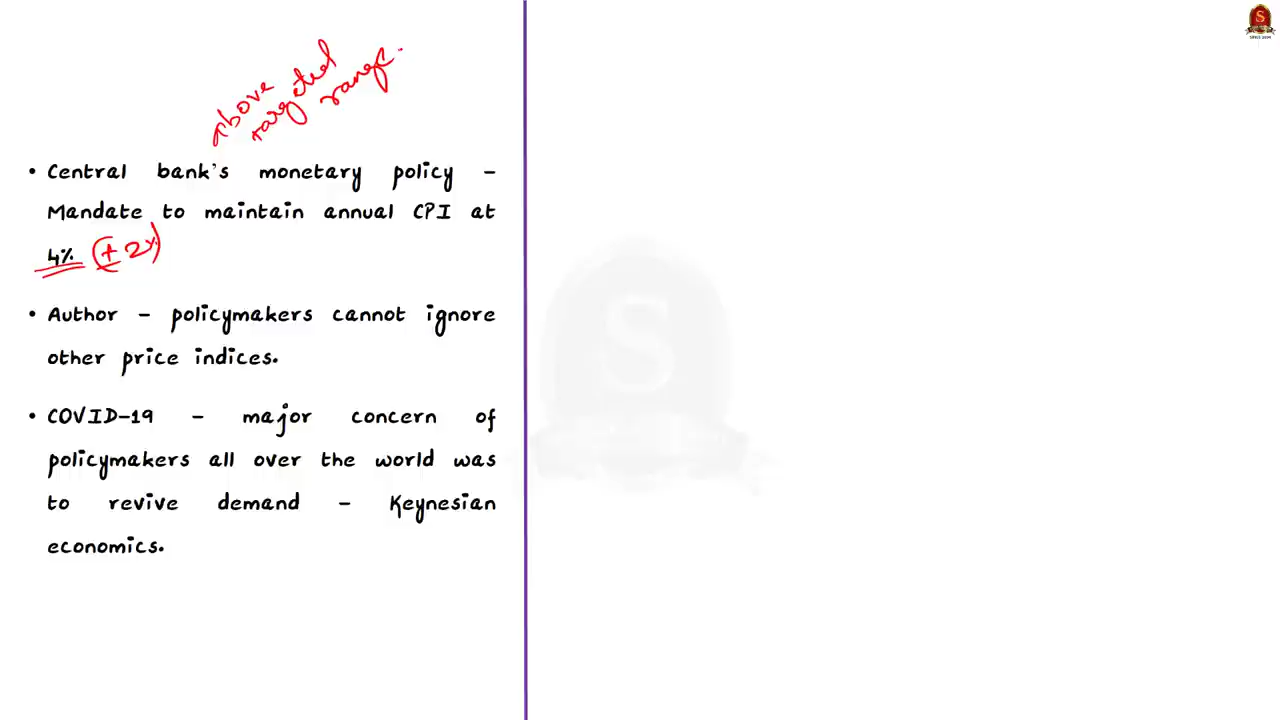 Above
targeted
range.
• Central bank's monetary policy –
Mandate to maintain annual CPI at
4% (± 2%)
• Author – policymakers cannot ignore
other price indices.
• COVID-19 – major concern of
policymakers all over the world was
to revive demand – Keynesian
economics.
S
S